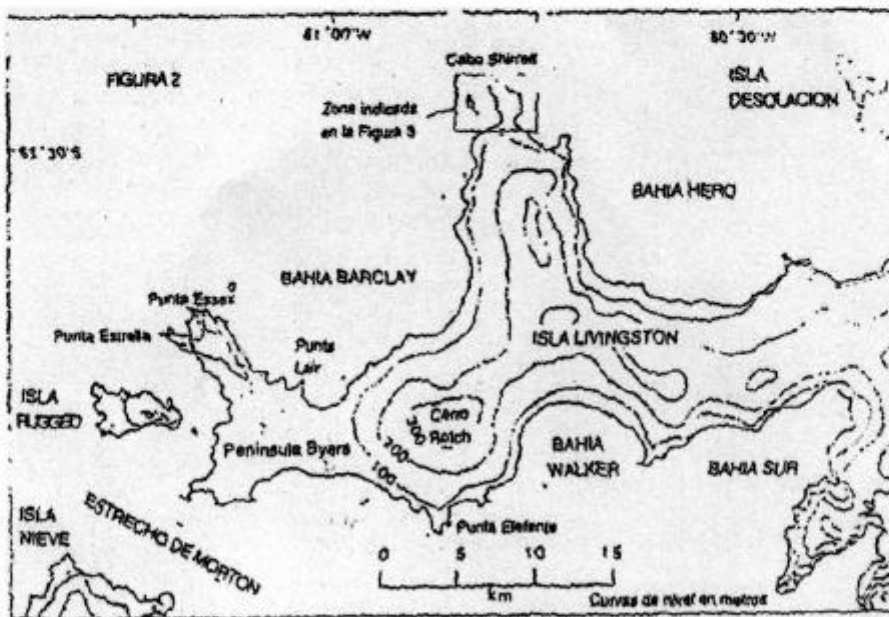 61°00'W
60°30'W
Cabo Shirreff
FIGURA 2
ISLA
DESOLACION
Zona indicada
en la Figura 3
61°30'S
BAHIA HERO
BAHIA BARCLAY
Punta Essex
Punta Estrella
Punta
Lair
ISLA LIVINGSTON
ISLA
RUGGED
Cerro
Rotch
300
200
100
Peninsula Byers
BAHIA
WALKER
BAHIA SUR
ISLA
NIEVE
ESTRECHO DE MORTON
Punta Elefante
0 5 10 15
km
Curvas de nivel en metros